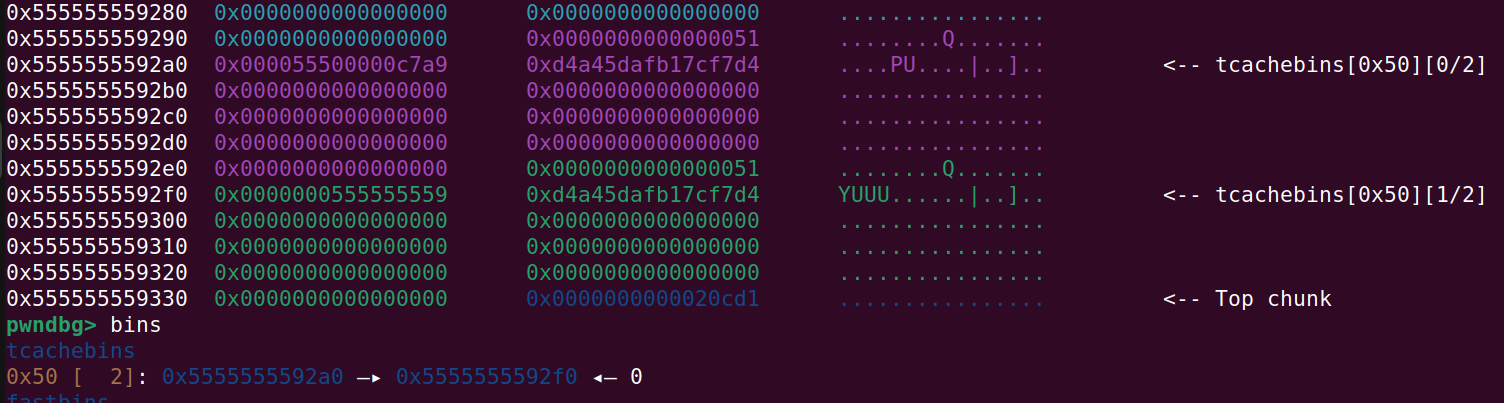 0x555555559280  0x0000000000000000      0x0000000000000000      ................
0x555555559290  0x0000000000000000      0x0000000000000051      ........Q.......
0x5555555592a0  0x000055500000c7a9      0xd4a45dafb17cf7d4      ....PU....|..]..         <-- tcachebins[0x50][0/2]
0x5555555592b0  0x0000000000000000      0x0000000000000000      ................
0x5555555592c0  0x0000000000000000      0x0000000000000000      ................
0x5555555592d0  0x0000000000000000      0x0000000000000000      ................
0x5555555592e0  0x0000000000000000      0x0000000000000051      ........Q.......
0x5555555592f0  0x0000000555555559      0xd4a45dafb17cf7d4      YUUU......|..]..         <-- tcachebins[0x50][1/2]
0x555555559300  0x0000000000000000      0x0000000000000000      ................
0x555555559310  0x0000000000000000      0x0000000000000000      ................
0x555555559320  0x0000000000000000      0x0000000000000000      ................
0x555555559330  0x0000000000000000      0x0000000000020cd1      ................         <-- Top chunk
pwndbg> bins
tcachebins
0x50 [  2]: 0x5555555592a0 —▸ 0x5555555592f0 ◂— 0
fastbins